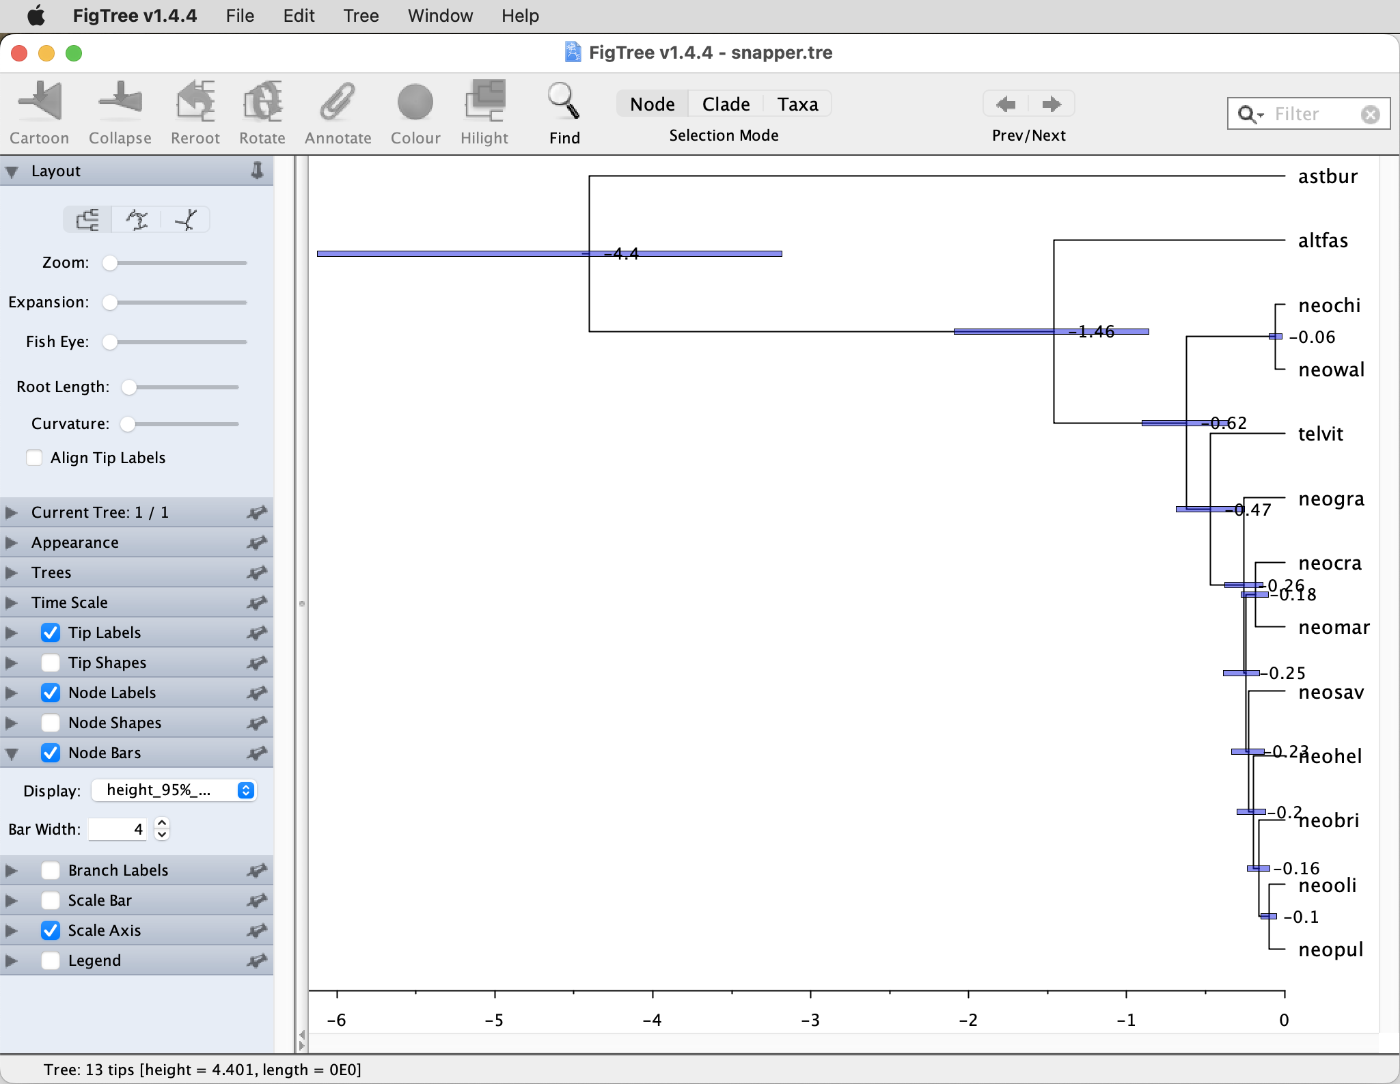 FigTree v1.4.4 File Edit Tree Window Help
FigTree v1.4.4 - snapper.tre
Cartoon Collapse Reroot Rotate Annotate Colour Hilight Find
Node Clade Taxa
Selection Mode
Prev/Next
Filter
Layout
Zoom:
Expansion:
Fish Eye:
Root Length:
Curvature:
Align Tip Labels
Current Tree: 1 / 1
Appearance
Trees
Time Scale
Tip Labels
Tip Shapes
Node Labels
Node Shapes
Node Bars
Display: height_95%_...
Bar Width: 4
Branch Labels
Scale Bar
Scale Axis
Legend
astbur
-4.4
altfas
-1.46
neochi
-0.06
neowal
-0.62
telvit
neogra
-0.47
neocra
-0.26
-0.18
neomar
-0.25
neosav
-0.23
neohel
-0.2
neobri
-0.16
neooli
-0.1
neopul
-6 -5 -4 -3 -2 -1 0
Tree: 13 tips [height = 4.401, length = 0E0]